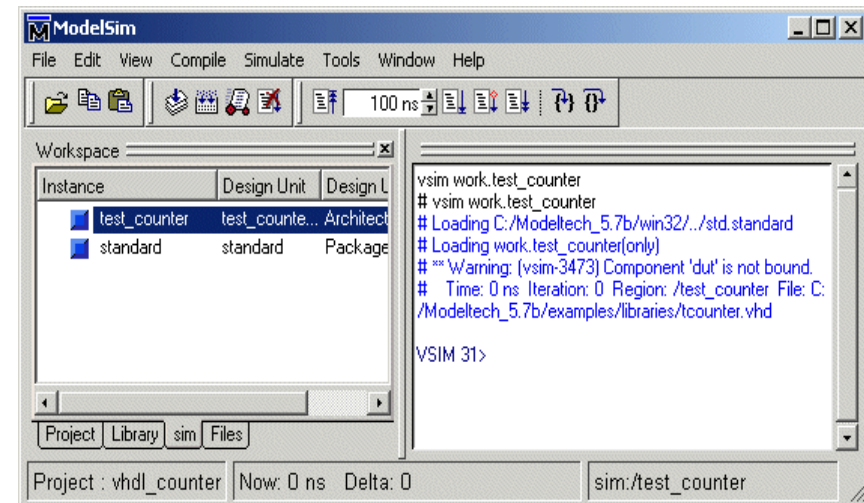 ModelSim
File Edit View Compile Simulate Tools Window Help
100 ns
Workspace
Instance Design Unit Design U
test_counter test_counte... Architect
standard standard Package
Project Library sim Files
vsim work.test_counter
# vsim work.test_counter
# Loading C:/Modeltech_5.7b/win32/../std.standard
# Loading work.test_counter(only)
# ** Warning: (vsim-3473) Component 'dut' is not bound.
# Time: 0 ns Iteration: 0 Region: /test_counter File: C:
/Modeltech_5.7b/examples/libraries/tcounter.vhd
VSIM 31>
Project : vhdl_counter Now: 0 ns Delta: 0 sim:/test_counter